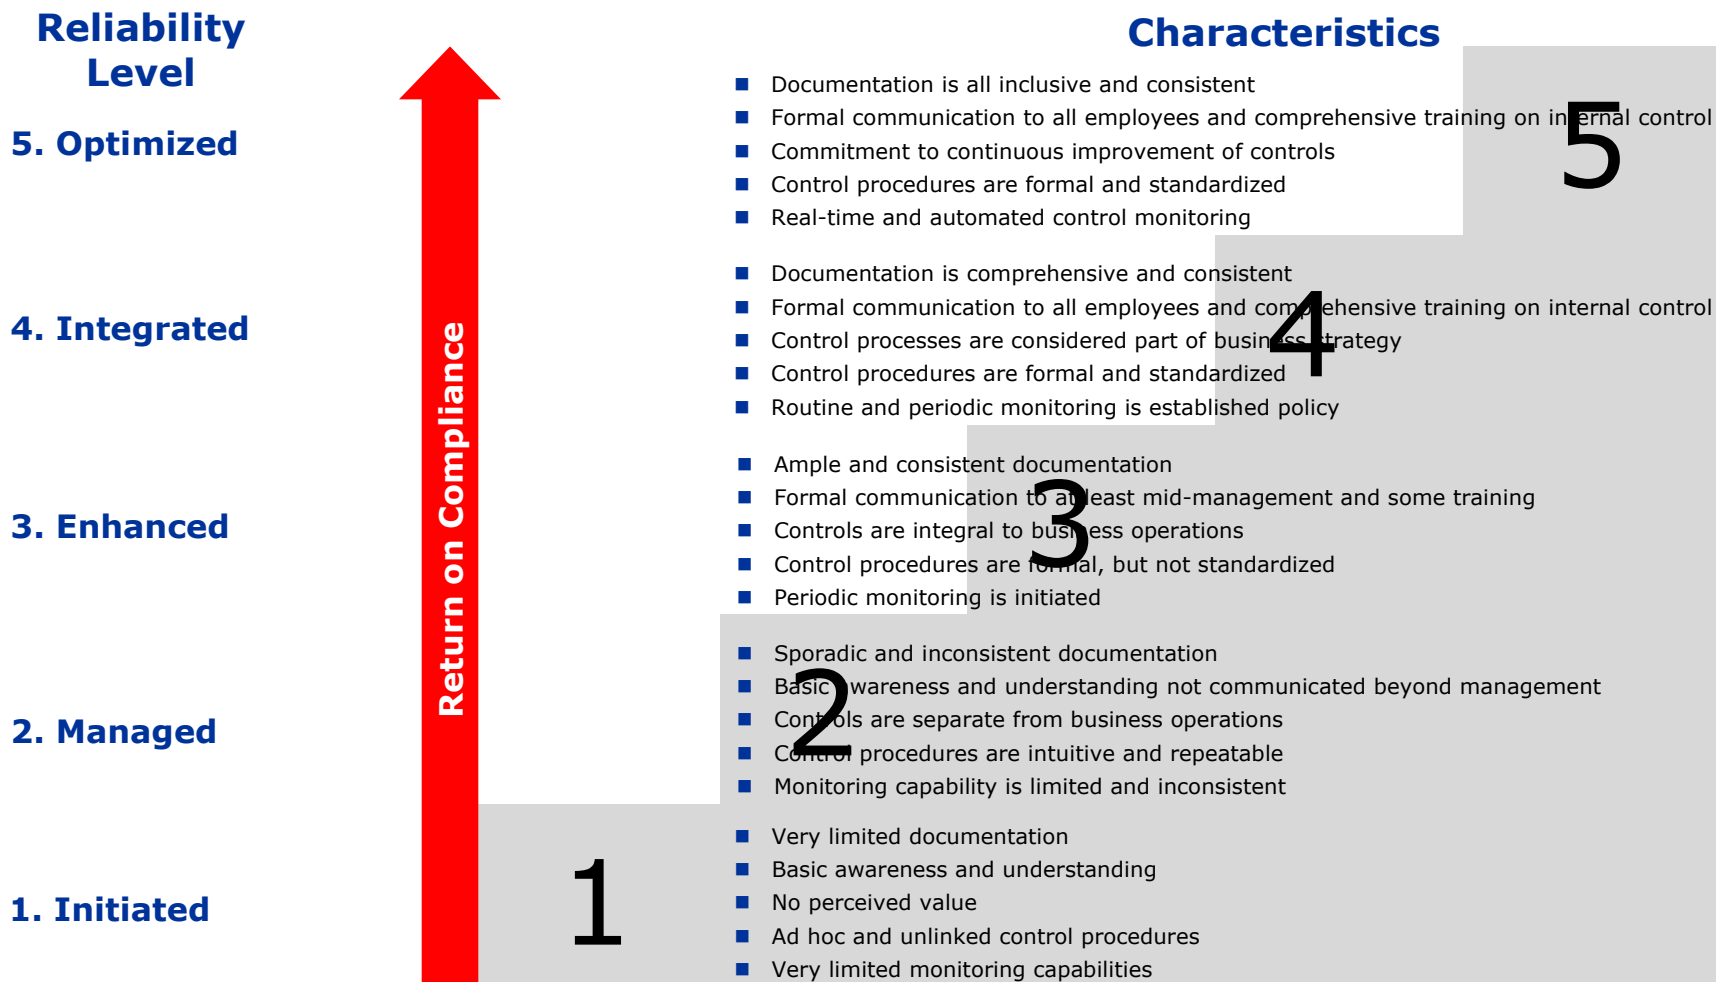 Reliability
Level
Characteristics
5. Optimized
Documentation is all inclusive and consistent
Formal communication to all employees and comprehensive training on internal control
Commitment to continuous improvement of controls
Control procedures are formal and standardized
Real-time and automated control monitoring
5
4. Integrated
Documentation is comprehensive and consistent
Formal communication to all employees and comprehensive training on internal control
Control processes are considered part of business strategy
Control procedures are formal and standardized
Routine and periodic monitoring is established policy
4
Return on Compliance
3. Enhanced
Ample and consistent documentation
Formal communication to at least mid-management and some training
Controls are integral to business operations
Control procedures are formal, but not standardized
Periodic monitoring is initiated
3
2. Managed
Sporadic and inconsistent documentation
Basic awareness and understanding not communicated beyond management
Controls are separate from business operations
Control procedures are intuitive and repeatable
Monitoring capability is limited and inconsistent
2
1. Initiated
1
Very limited documentation
Basic awareness and understanding
No perceived value
Ad hoc and unlinked control procedures
Very limited monitoring capabilities